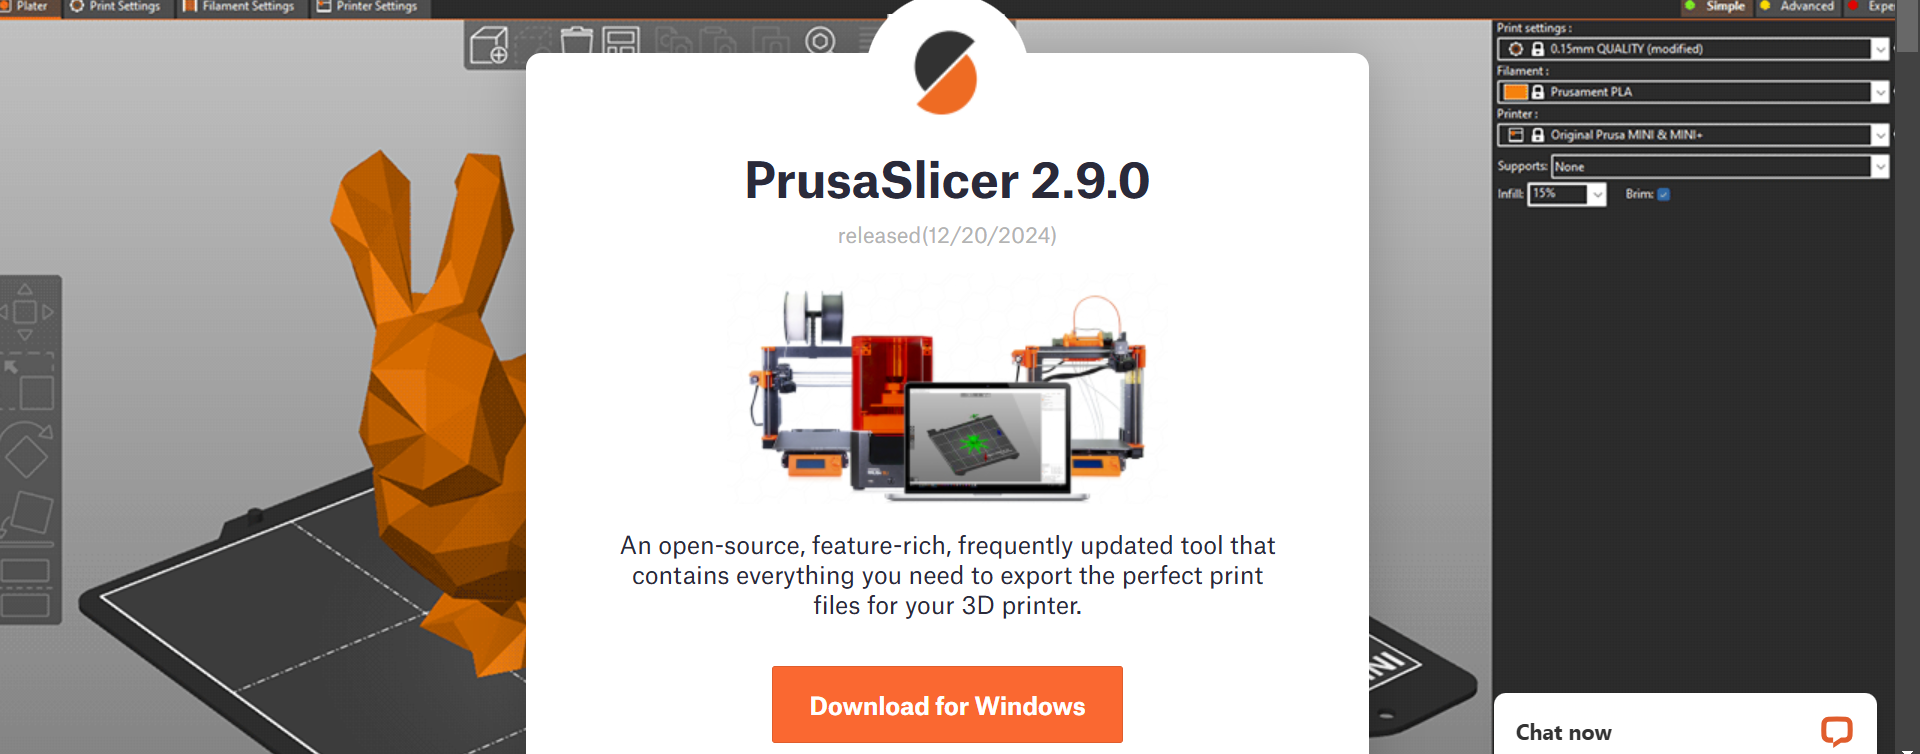 Plater
Print Settings
Filament Settings
Printer Settings
Simple
Advanced
Expe
Print settings :
0.15mm QUALITY (modified)
Filament :
Prusament PLA
Printer :
Original Prusa MINI & MINI+
Supports: None
Infill: 15% Brim:
PrusaSlicer 2.9.0
released(12/20/2024)
An open-source, feature-rich, frequently updated tool that
contains everything you need to export the perfect print
files for your 3D printer.
Download for Windows
INI
Chat now